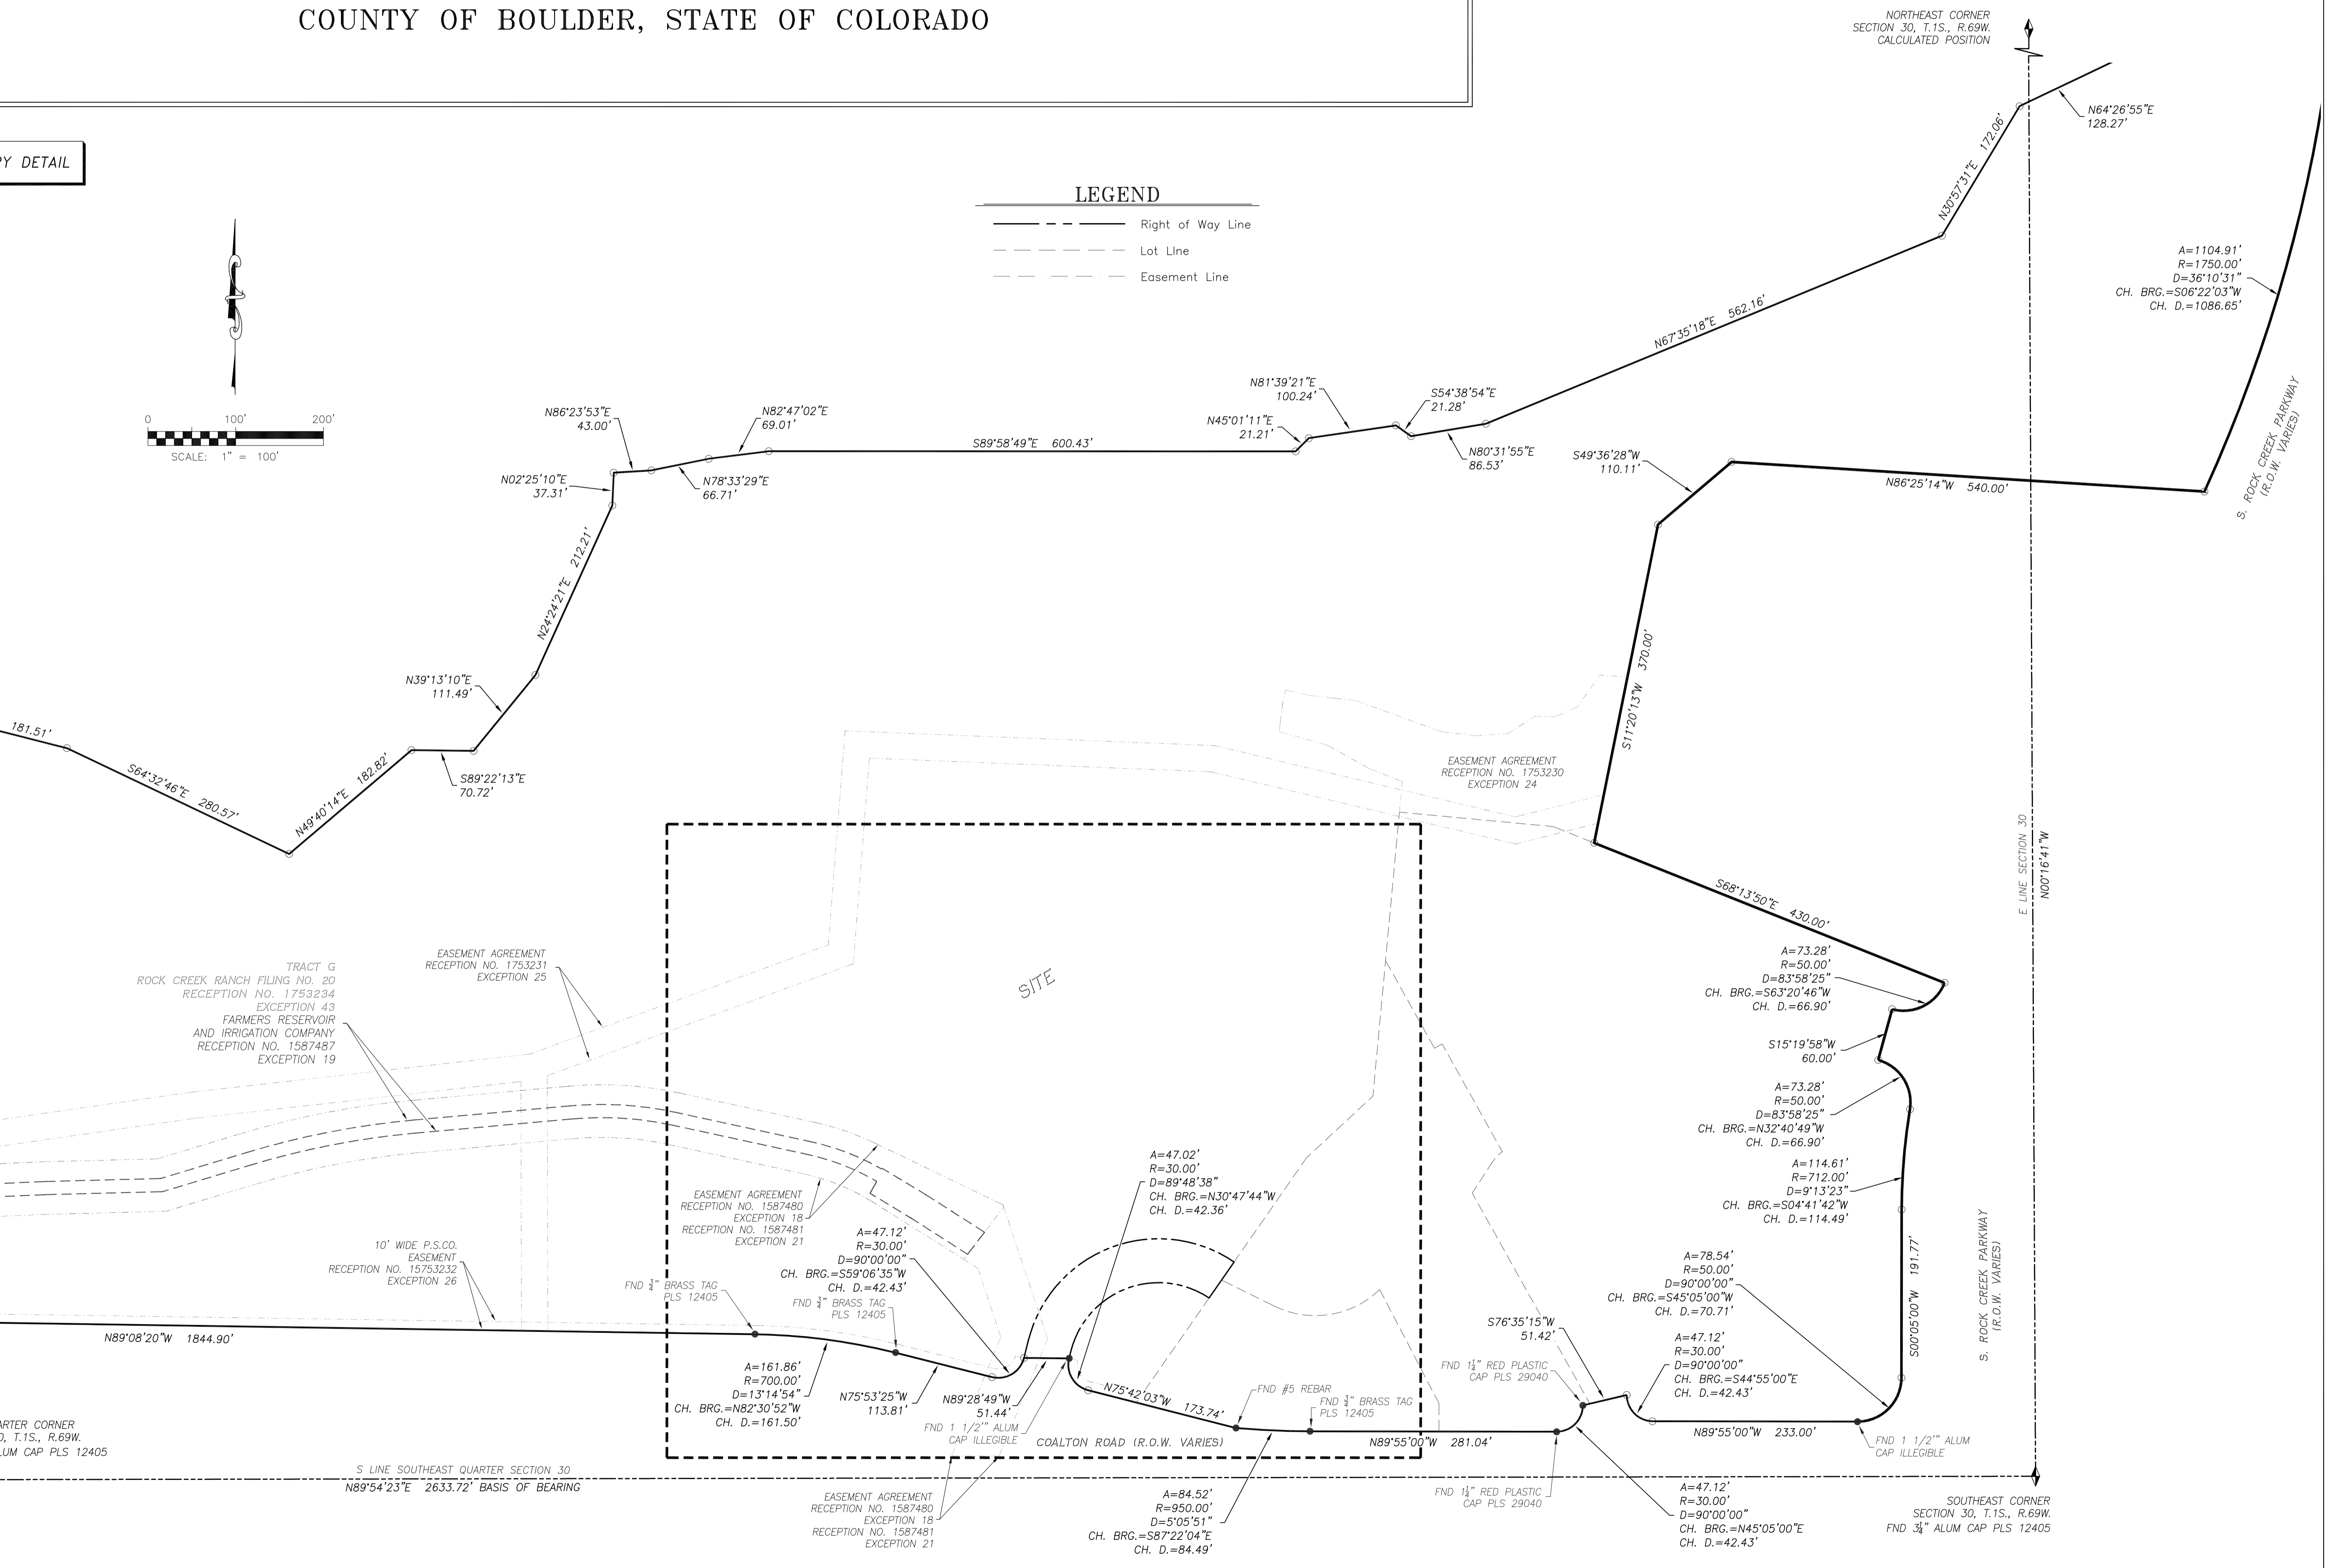 COUNTY OF BOULDER, STATE OF COLORADO
NORTHEAST CORNER
SECTION 30, T.1S., R.69W.
CALCULATED POSITION
PY DETAIL
LEGEND
Right of Way Line
Lot LIne
Easement Line
0 100' 200'
SCALE: 1" = 100'
N64°26'55"E
128.27'
N30°57'31"E 172.06'
A=1104.91'
R=1750.00'
D=36°10'31"
CH. BRG.=S06°22'03"W
CH. D.=1086.65'
S. ROCK CREEK PARKWAY
(R.O.W. VARIES)
N67°35'18"E 562.16'
N81°39'21"E
100.24'
S54°38'54"E
21.28'
N45°01'11"E
21.21'
N80°31'55"E
86.53'
N86°23'53"E
43.00'
N82°47'02"E
69.01'
S89°58'49"E 600.43'
N02°25'10"E
37.31'
N78°33'29"E
66.71'
S49°36'28"W
110.11'
N86°25'14"W 540.00'
N24°24'21"E 212.21'
N39°13'10"E
111.49'
S11°20'13"W 370.00'
181.51'
S64°32'46"E 280.57'
N49°40'14"E 182.82'
S89°22'13"E
70.72'
EASEMENT AGREEMENT
RECEPTION NO. 1753230
EXCEPTION 24
E LINE SECTION 30
N00°16'41"W
S68°13'50"E 430.00'
EASEMENT AGREEMENT
RECEPTION NO. 1753231
EXCEPTION 25
TRACT G
ROCK CREEK RANCH FILING NO. 20
RECEPTION NO. 1753234
EXCEPTION 43
FARMERS RESERVOIR
AND IRRIGATION COMPANY
RECEPTION NO. 1587487
EXCEPTION 19
SITE
A=73.28'
R=50.00'
D=83°58'25"
CH. BRG.=S63°20'46"W
CH. D.=66.90'
S15°19'58"W
60.00'
A=73.28'
R=50.00'
D=83°58'25"
CH. BRG.=N32°40'49"W
CH. D.=66.90'
A=114.61'
R=712.00'
D=9°13'23"
CH. BRG.=S04°41'42"W
CH. D.=114.49'
A=47.02'
R=30.00'
D=89°48'38"
CH. BRG.=N30°47'44"W
CH. D.=42.36'
EASEMENT AGREEMENT
RECEPTION NO. 1587480
EXCEPTION 18
RECEPTION NO. 1587481
EXCEPTION 21
A=47.12'
R=30.00'
D=90°00'00"
CH. BRG.=S59°06'35"W
CH. D.=42.43'
10' WIDE P.S.CO.
EASEMENT
RECEPTION NO. 15753232
EXCEPTION 26
FND 3/4" BRASS TAG
PLS 12405
FND 3/4" BRASS TAG
PLS 12405
A=78.54'
R=50.00'
D=90°00'00"
CH. BRG.=S45°05'00"W
CH. D.=70.71'
S00°05'00"W 191.77'
S. ROCK CREEK PARKWAY
(R.O.W. VARIES)
N89°08'20"W 1844.90'
S76°35'15"W
51.42'
A=47.12'
R=30.00'
D=90°00'00"
CH. BRG.=S44°55'00"E
CH. D.=42.43'
A=161.86'
R=700.00'
D=13°14'54"
CH. BRG.=N82°30'52"W
CH. D.=161.50'
N75°53'25"W
113.81'
N89°28'49"W
51.44'
FND 1 1/2'" ALUM
CAP ILLEGIBLE
N75°42'03"W 173.74'
FND #5 REBAR
FND 3/4" BRASS TAG
PLS 12405
FND 1 1/4" RED PLASTIC
CAP PLS 29040
COALTON ROAD (R.O.W. VARIES)
N89°55'00"W 281.04'
N89°55'00"W 233.00'
FND 1 1/2'" ALUM
CAP ILLEGIBLE
ARTER CORNER
0, T.1S., R.69W.
LUM CAP PLS 12405
S LINE SOUTHEAST QUARTER SECTION 30
N89°54'23"E 2633.72' BASIS OF BEARING
EASEMENT AGREEMENT
RECEPTION NO. 1587480
EXCEPTION 18
RECEPTION NO. 1587481
EXCEPTION 21
A=84.52'
R=950.00'
D=5°05'51"
CH. BRG.=S87°22'04"E
CH. D.=84.49'
FND 1 1/4" RED PLASTIC
CAP PLS 29040
A=47.12'
R=30.00'
D=90°00'00"
CH. BRG.=N45°05'00"E
CH. D.=42.43'
SOUTHEAST CORNER
SECTION 30, T.1S., R.69W.
FND 3 1/4" ALUM CAP PLS 12405